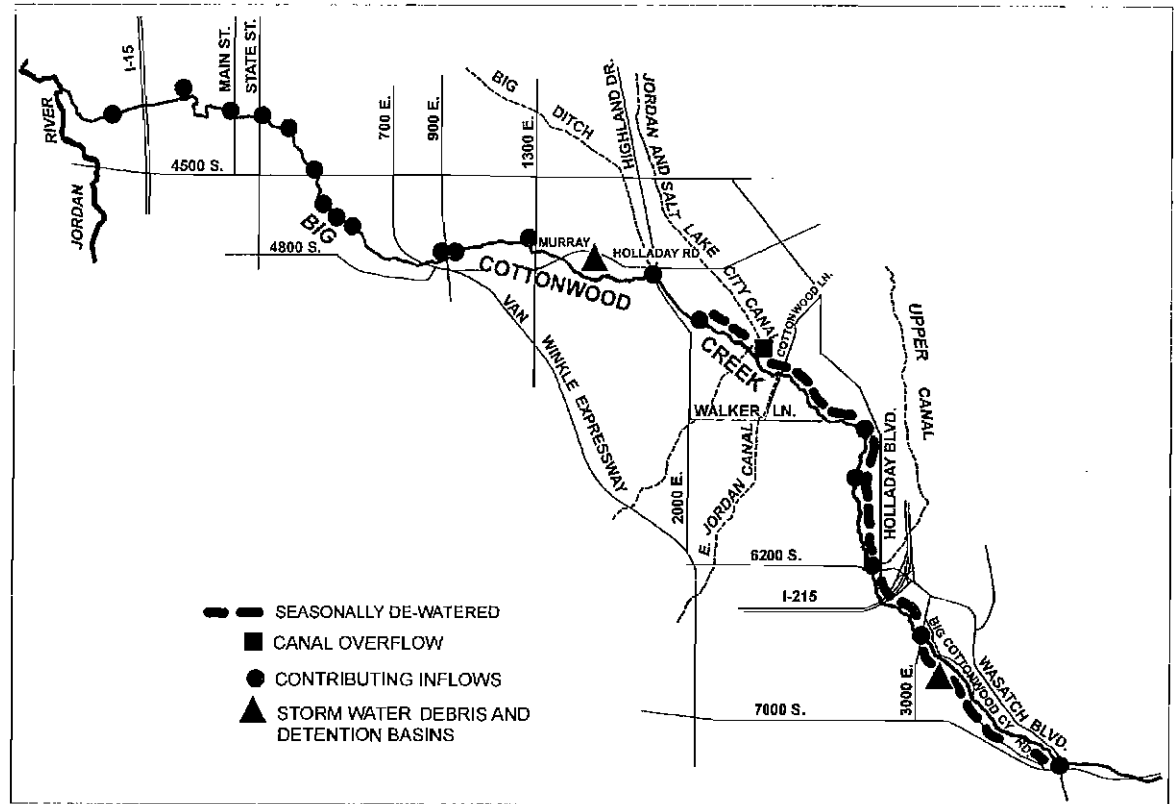 I-15
MAIN ST.
STATE ST.
BIG
DITCH
HIGHLAND DR.
JORDAN AND SALT LAKE CITY CANAL
700 E.
900 E.
1300 E.
RIVER
JORDAN
4500 S.
BIG
4800 S.
MURRAY
HOLLADAY RD
COTTONWOOD
CREEK
COTTONWOOD LN.
UPPER CANAL
VAN WINKLE EXPRESSWAY
WALKER LN.
HOLLADAY BLVD.
2000 E.
E. JORDAN CANAL
6200 S.
I-215
BIG COTTONWOOD CY RD.
WASATCH BLVD.
3000 E.
7000 S.
SEASONALLY DE-WATERED
CANAL OVERFLOW
CONTRIBUTING INFLOWS
STORM WATER DEBRIS AND
DETENTION BASINS